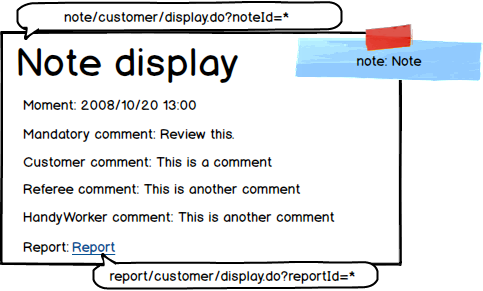 note/customer/display.do?noteId=*
Note display
note: Note
Moment: 2008/10/20 13:00
Mandatory comment: Review this.
Customer comment: This is a comment
Referee comment: This is another comment
HandyWorker comment: This is another comment
Report: Report
report/customer/display.do?reportId=*